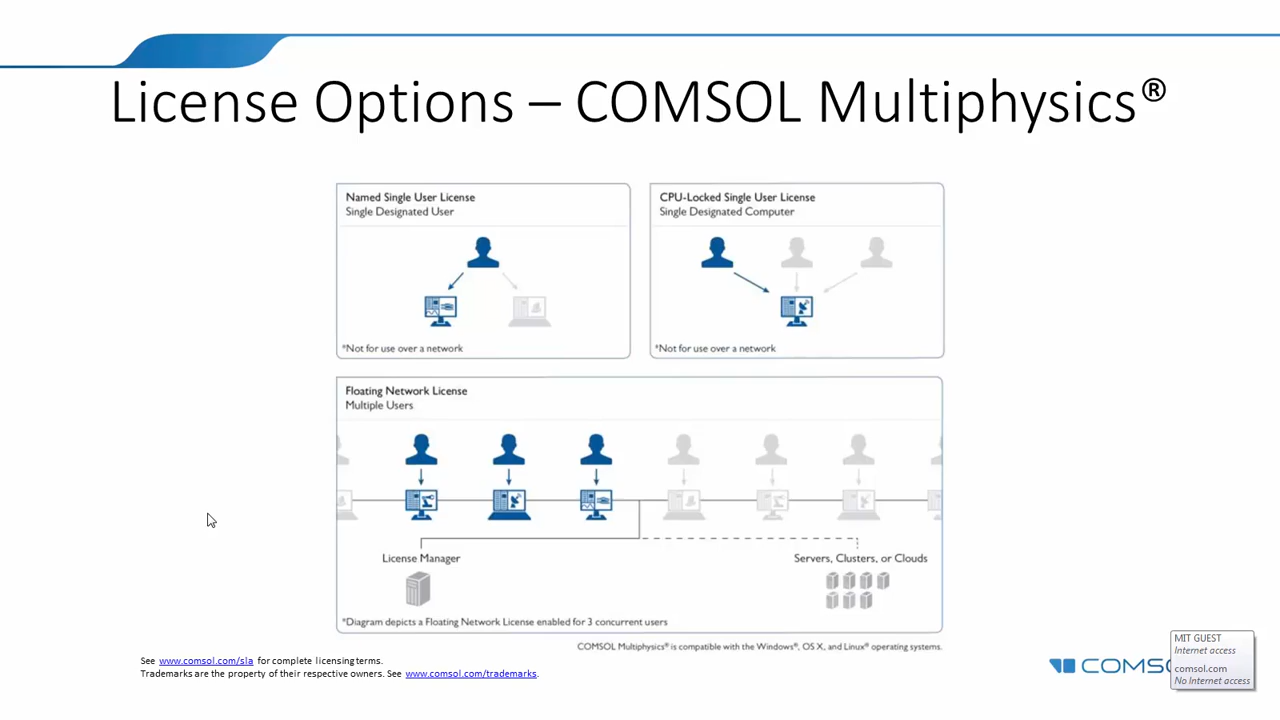 License Options – COMSOL Multiphysics®
Named Single User License
Single Designated User
*Not for use over a network
CPU-Locked Single User License
Single Designated Computer
*Not for use over a network
Floating Network License
Multiple Users
License Manager
Servers, Clusters, or Clouds
*Diagram depicts a Floating Network License enabled for 3 concurrent users
COMSOL Multiphysics® is compatible with the Windows®, OS X, and Linux® operating systems.
See www.comsol.com/sla for complete licensing terms.
Trademarks are the property of their respective owners. See www.comsol.com/trademarks.
COMS
MIT GUEST
Internet access
comsol.com
No Internet access